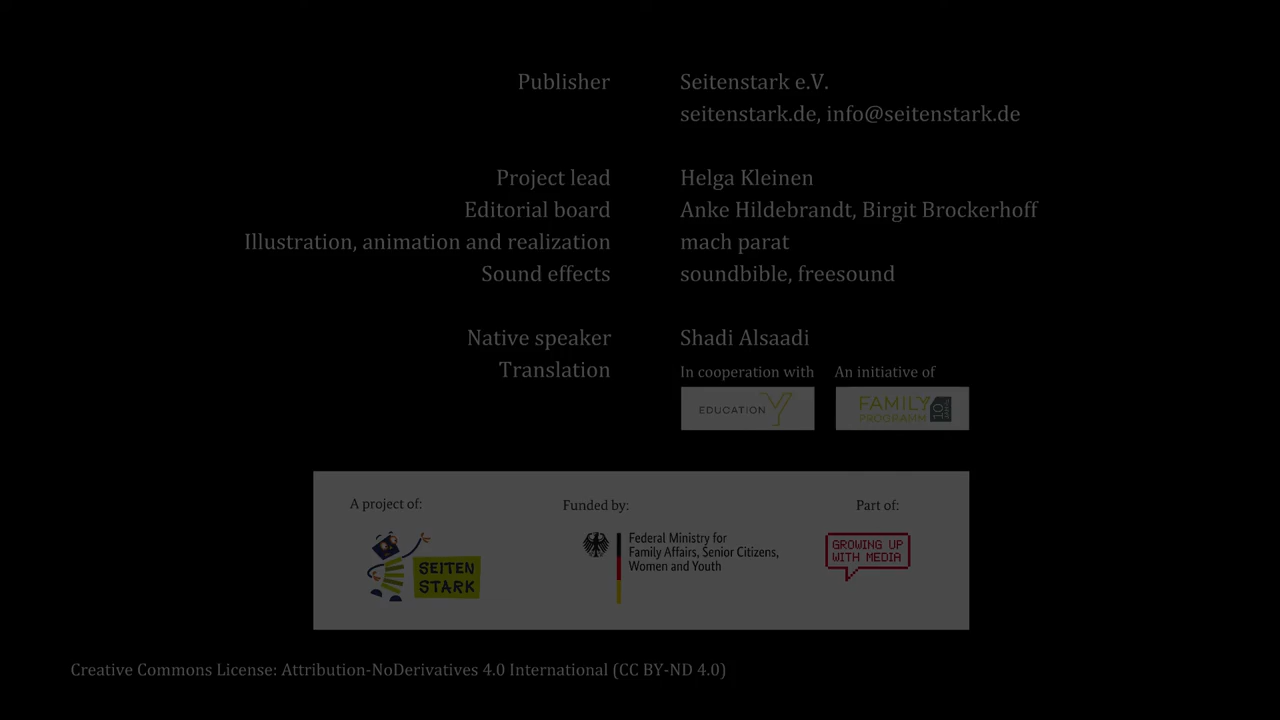 Publisher Seitenstark e.V.
seitenstark.de, info@seitenstark.de
Project lead Helga Kleinen
Editorial board Anke Hildebrandt, Birgit Brockerhoff
Illustration, animation and realization mach parat
Sound effects soundbible, freesound
Native speaker Shadi Alsaadi
Translation In cooperation with An initiative of
EDUCATION Y
FAMILY
PROGRAMM
10
A project of: Funded by: Part of:
SEITEN
STARK
Federal Ministry for
Family Affairs, Senior Citizens,
Women and Youth
GROWING UP
WITH MEDIA
Creative Commons License: Attribution-NoDerivatives 4.0 International (CC BY-ND 4.0)